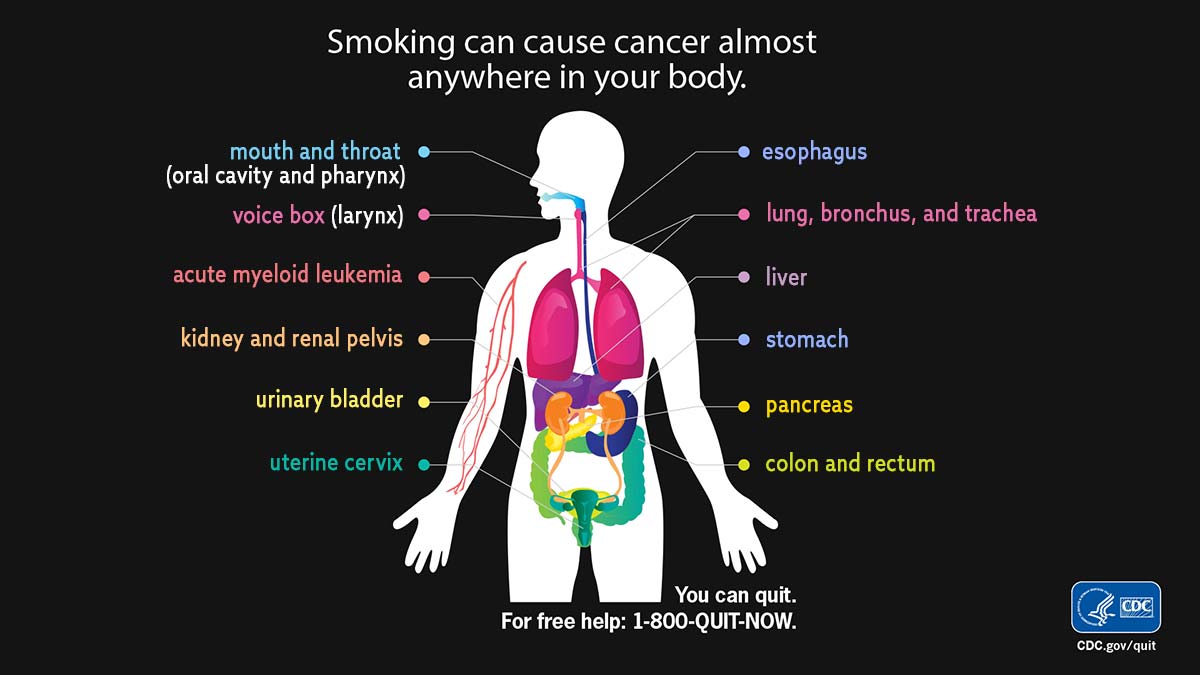 Smoking can cause cancer almost
anywhere in your body.
mouth and throat
(oral cavity and pharynx)
voice box (larynx)
acute myeloid leukemia
kidney and renal pelvis
urinary bladder
uterine cervix
esophagus
lung, bronchus, and trachea
liver
stomach
pancreas
colon and rectum
You can quit.
For free help: 1-800-QUIT-NOW.
CDC
CDC.gov/quit